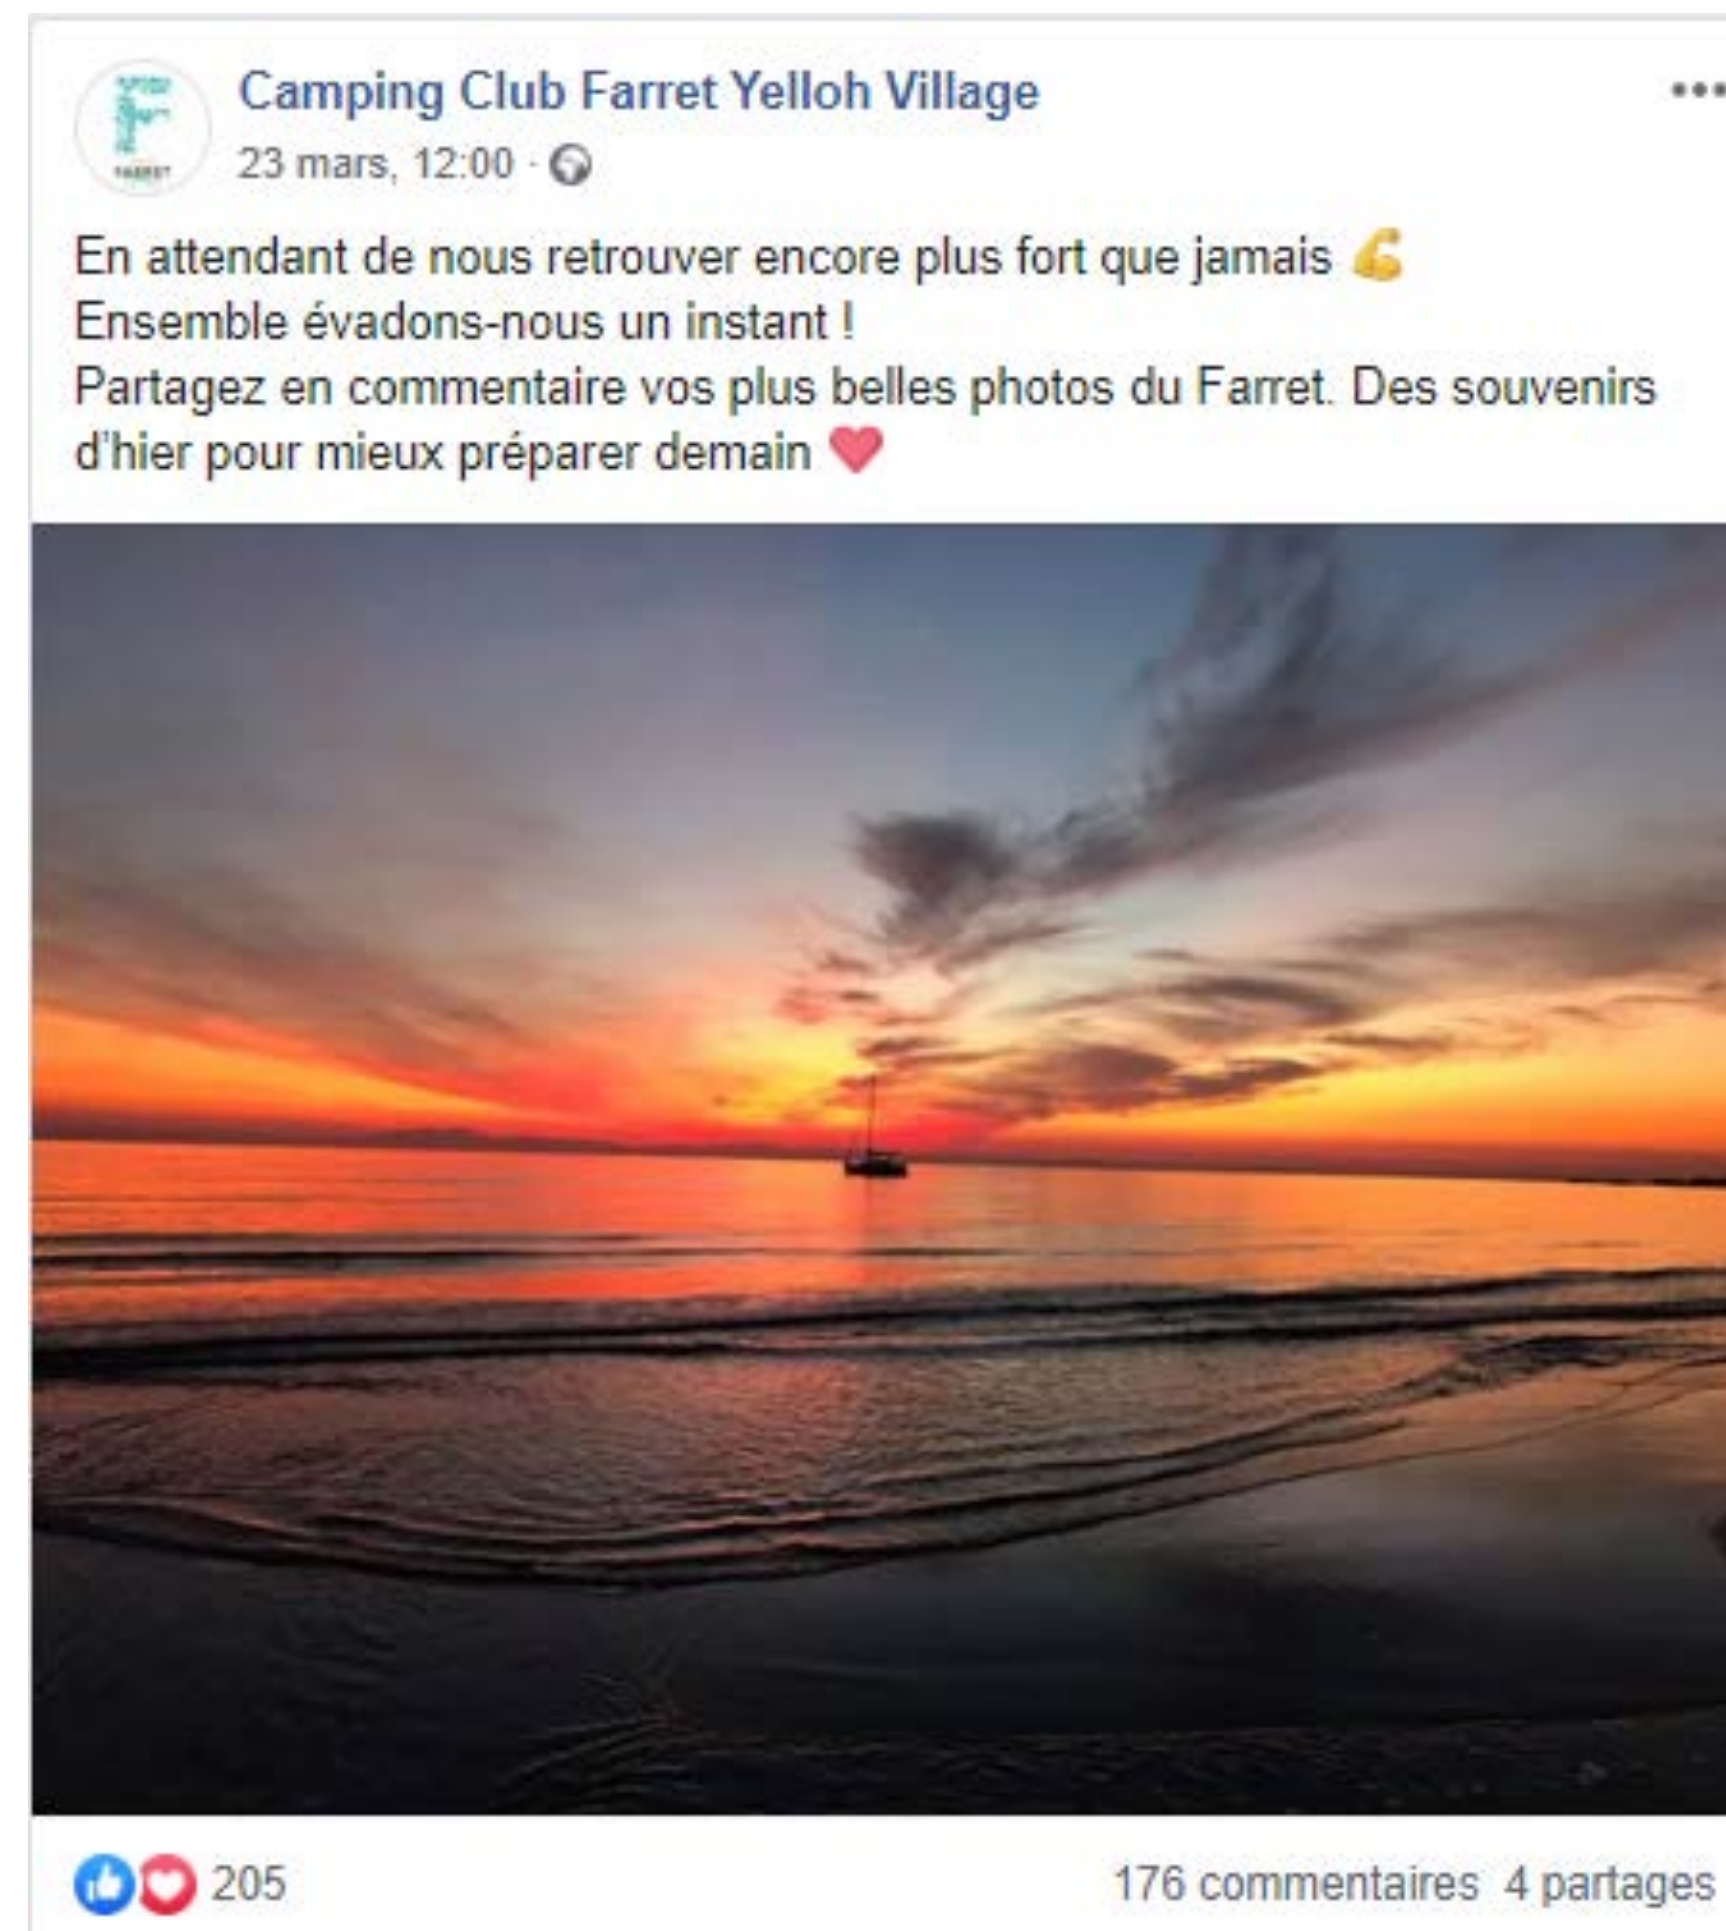 Camping Club Farret Yelloh Village
23 mars, 12:00 ·
En attendant de nous retrouver encore plus fort que jamais 💪
Ensemble évadons-nous un instant !
Partagez en commentaire vos plus belles photos du Farret. Des souvenirs
d'hier pour mieux préparer demain ❤
FARRET
205
176 commentaires 4 partages